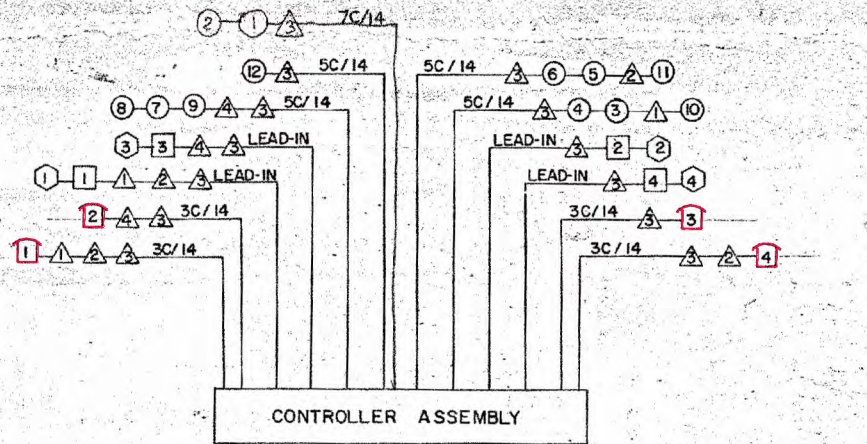 2 1 3 7C/14
12 3 5C/14
5C/14 3 6 5 2 11
8 7 9 4 3 5C/14
5C/14 3 4 3 1 10
3 3 4 3 LEAD-IN
LEAD-IN 3 2 2
1 1 1 2 3 LEAD-IN
LEAD-IN 3 4 4
2 4 3 3C/14
3C/14 3 3
1 1 2 3 3C/14
3C/14 3 2 4
CONTROLLER ASSEMBLY